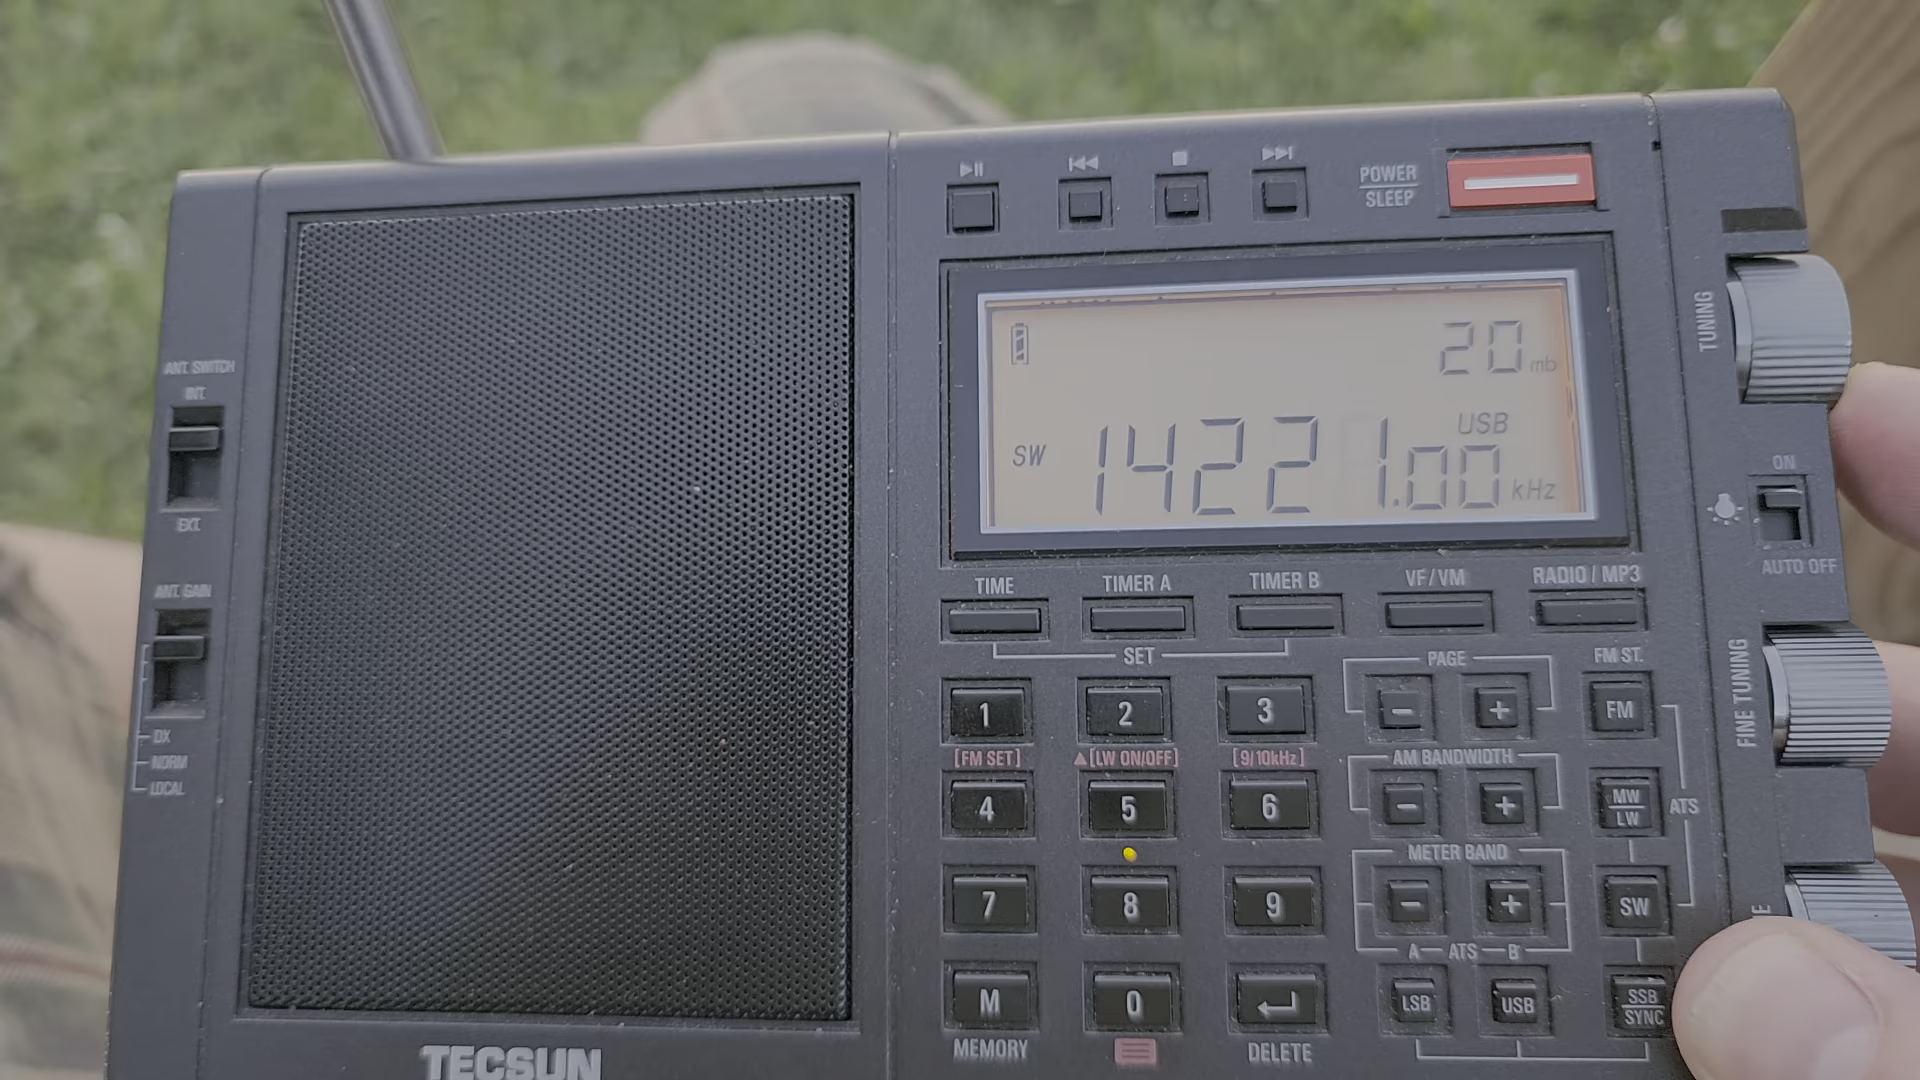 POWER
SLEEP
TUNING
20 mb
USB
SW 14221.00 kHz
ANT. SWITCH
INT.
EXT.
ON
AUTO OFF
TIME
TIMER A
TIMER B
VF/VM
RADIO / MP3
SET
ANT. GAIN
DX
NORM
LOCAL
PAGE
FM ST.
FINE TUNING
1
2
3
-
+
FM
[FM SET]
[LW ON/OFF]
[9/10kHz]
AM BANDWIDTH
4
5
6
-
+
MW
LW
ATS
METER BAND
7
8
9
-
+
SW
A ATS B
M
0
LSB
USB
SSB
SYNC
MEMORY
DELETE
TECSUN